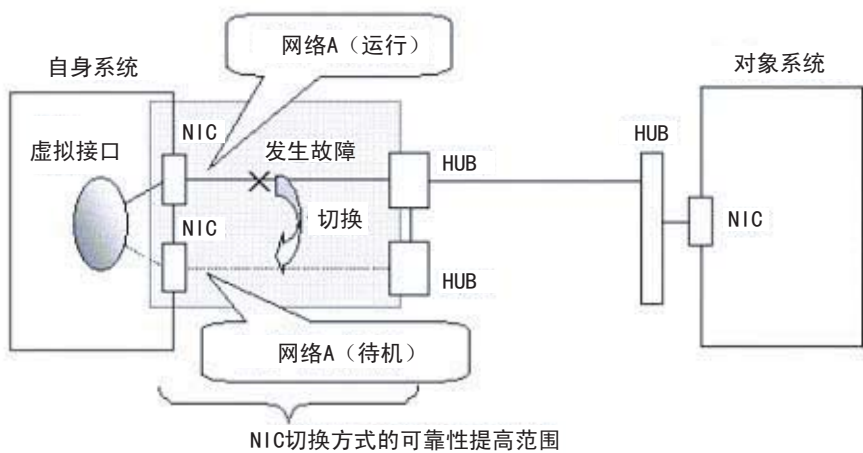 网络A（运行）
自身系统
对象系统
NIC
HUB
虚拟接口
发生故障
HUB
NIC
切换
NIC
HUB
网络A（待机）
NIC切换方式的可靠性提高范围